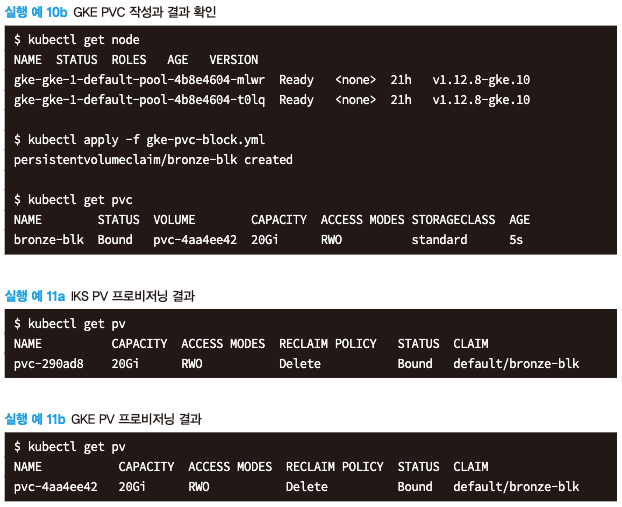 실행 예 10b GKE PVC 작성과 결과 확인
$ kubectl get node
NAME STATUS ROLES AGE VERSION
gke-gke-1-default-pool-4b8e4604-mlwr Ready <none> 21h v1.12.8-gke.10
gke-gke-1-default-pool-4b8e4604-t0lq Ready <none> 21h v1.12.8-gke.10
$ kubectl apply -f gke-pvc-block.yml
persistentvolumeclaim/bronze-blk created
$ kubectl get pvc
NAME STATUS VOLUME CAPACITY ACCESS MODES STORAGECLASS AGE
bronze-blk Bound pvc-4aa4ee42 20Gi RWO standard 5s
실행 예 11a IKS PV 프로비저닝 결과
$ kubectl get pv
NAME CAPACITY ACCESS MODES RECLAIM POLICY STATUS CLAIM
pvc-290ad8 20Gi RWO Delete Bound default/bronze-blk
실행 예 11b GKE PV 프로비저닝 결과
$ kubectl get pv
NAME CAPACITY ACCESS MODES RECLAIM POLICY STATUS CLAIM
pvc-4aa4ee42 20Gi RWO Delete Bound default/bronze-blk